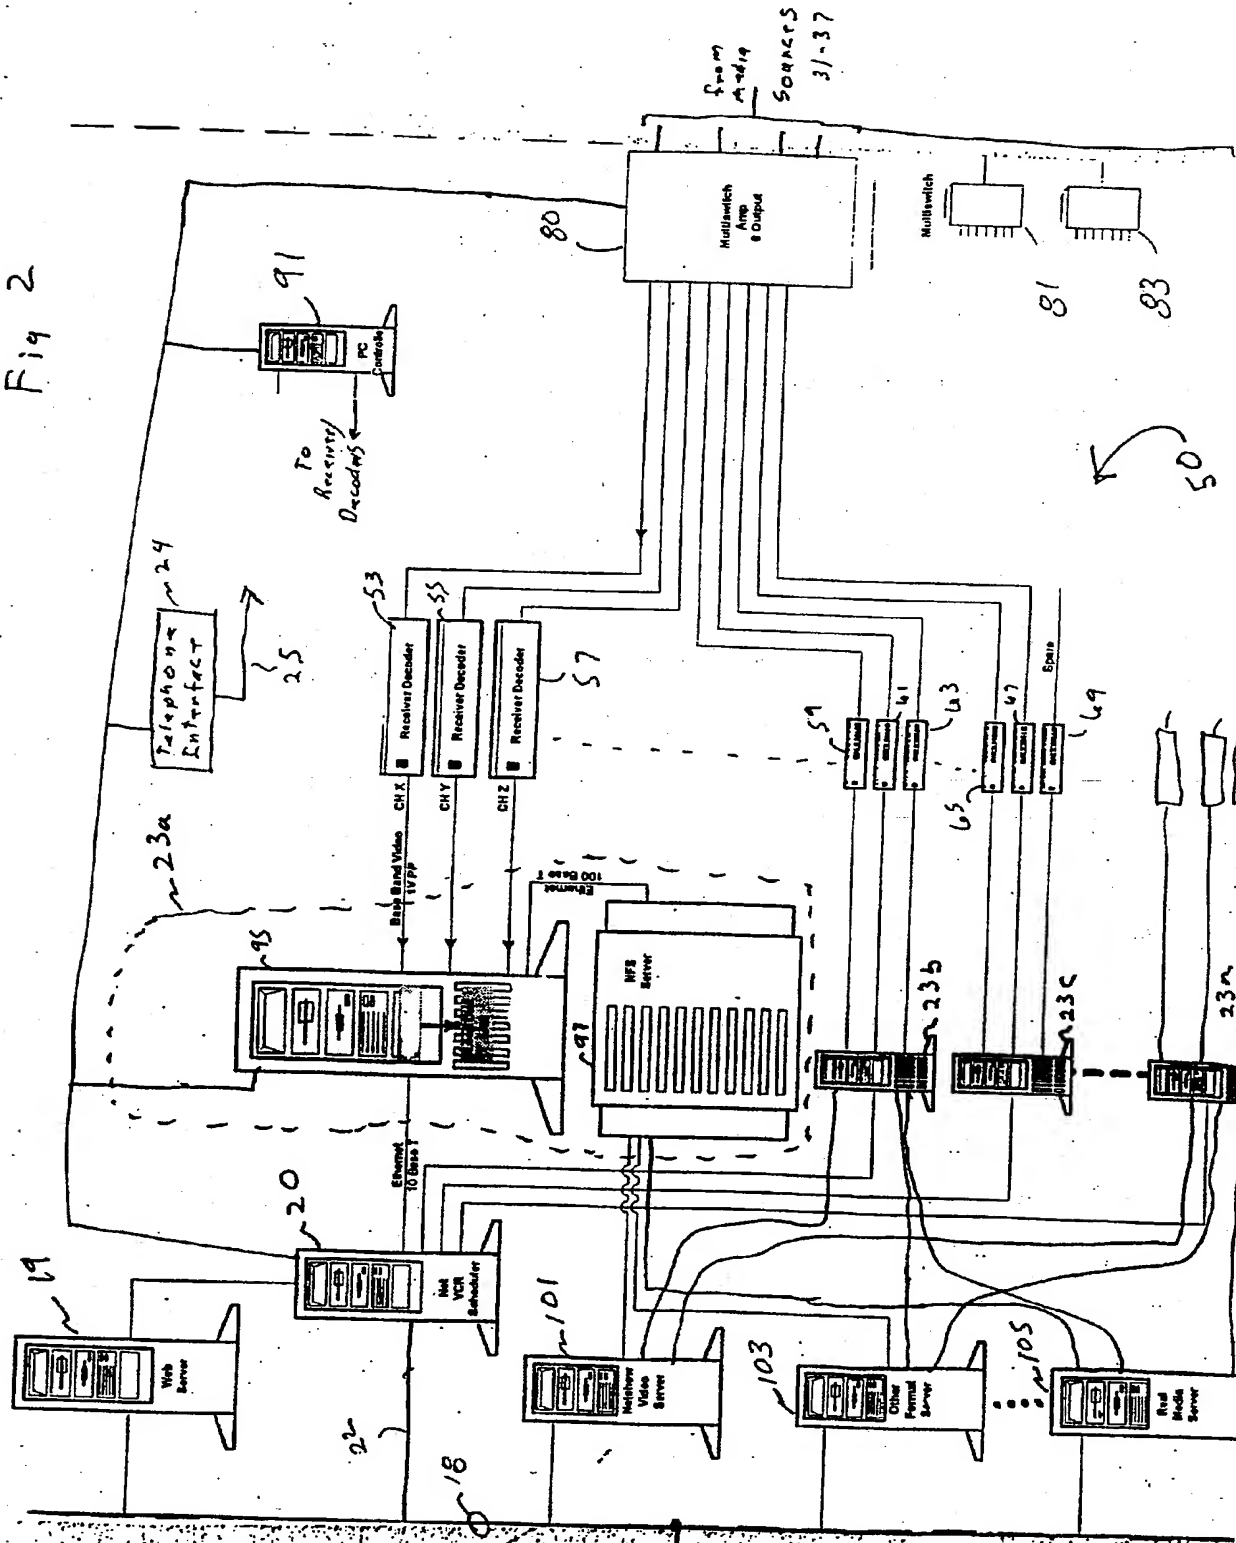 Fig 2
from
media
Sources
31-37
80
Multiswitch
Amp
8 Output
Multiswitch
81
83
91
PC
Controller
To
Receivers/
Decoders
50
24
Telephone
Interface
25
53
Receiver Decoder
55
Receiver Decoder
57
Receiver Decoder
CH X
CH Y
CH Z
Base Band Video
1V PP
59
61
63
65
67
69
Spare
23a
95
Ethernet
100 Base T
NFS
Server
97
23b
23c
23n
Ethernet
10 Base T
19
Web
Server
20
Net
VCR
Scheduler
22
18
101
Netshow
Video
Server
103
Other
Format
Server
105
Real
Media
Server